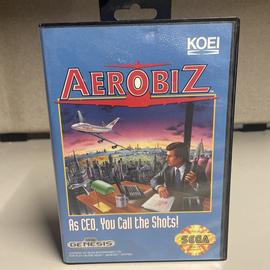 KOEI
AEROBIZ
As CEO, You Call the Shots!
SEGA
GENESIS
SEGA